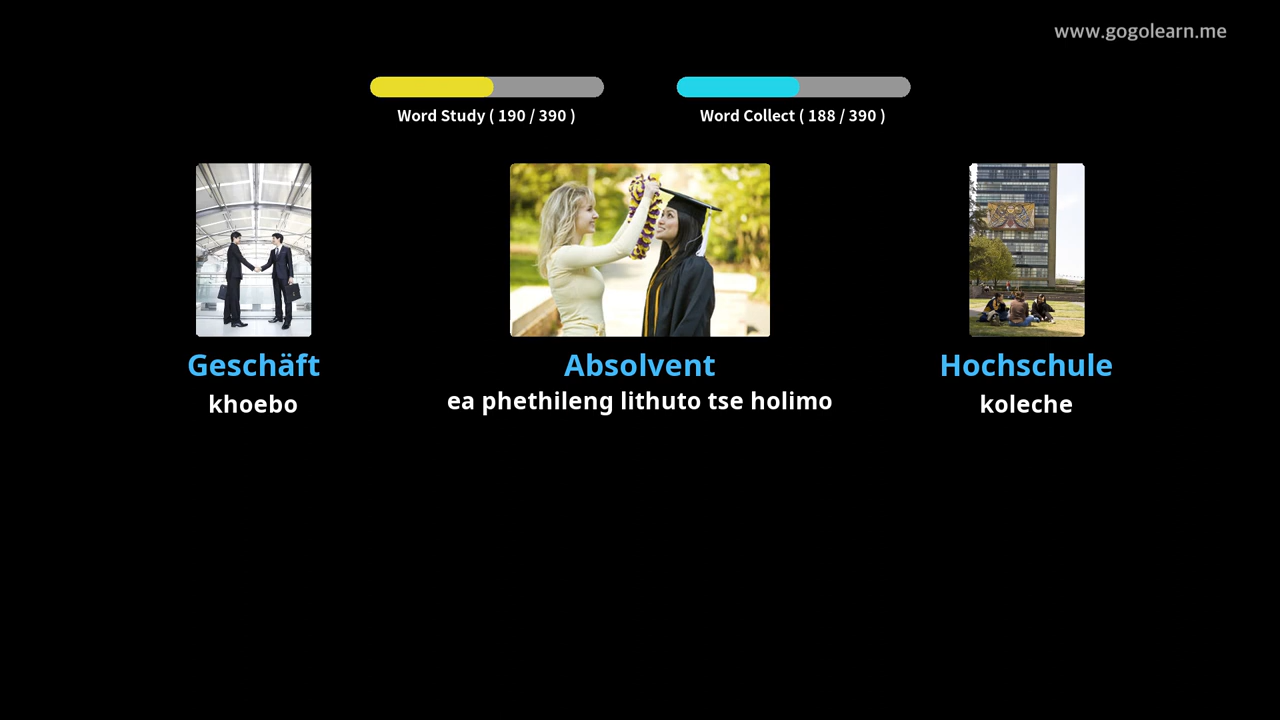 www.gogolearn.me
Word Study ( 190 / 390 )
Word Collect ( 188 / 390 )
Geschäft
khoebo
Absolvent
ea phethileng lithuto tse holimo
Hochschule
koleche